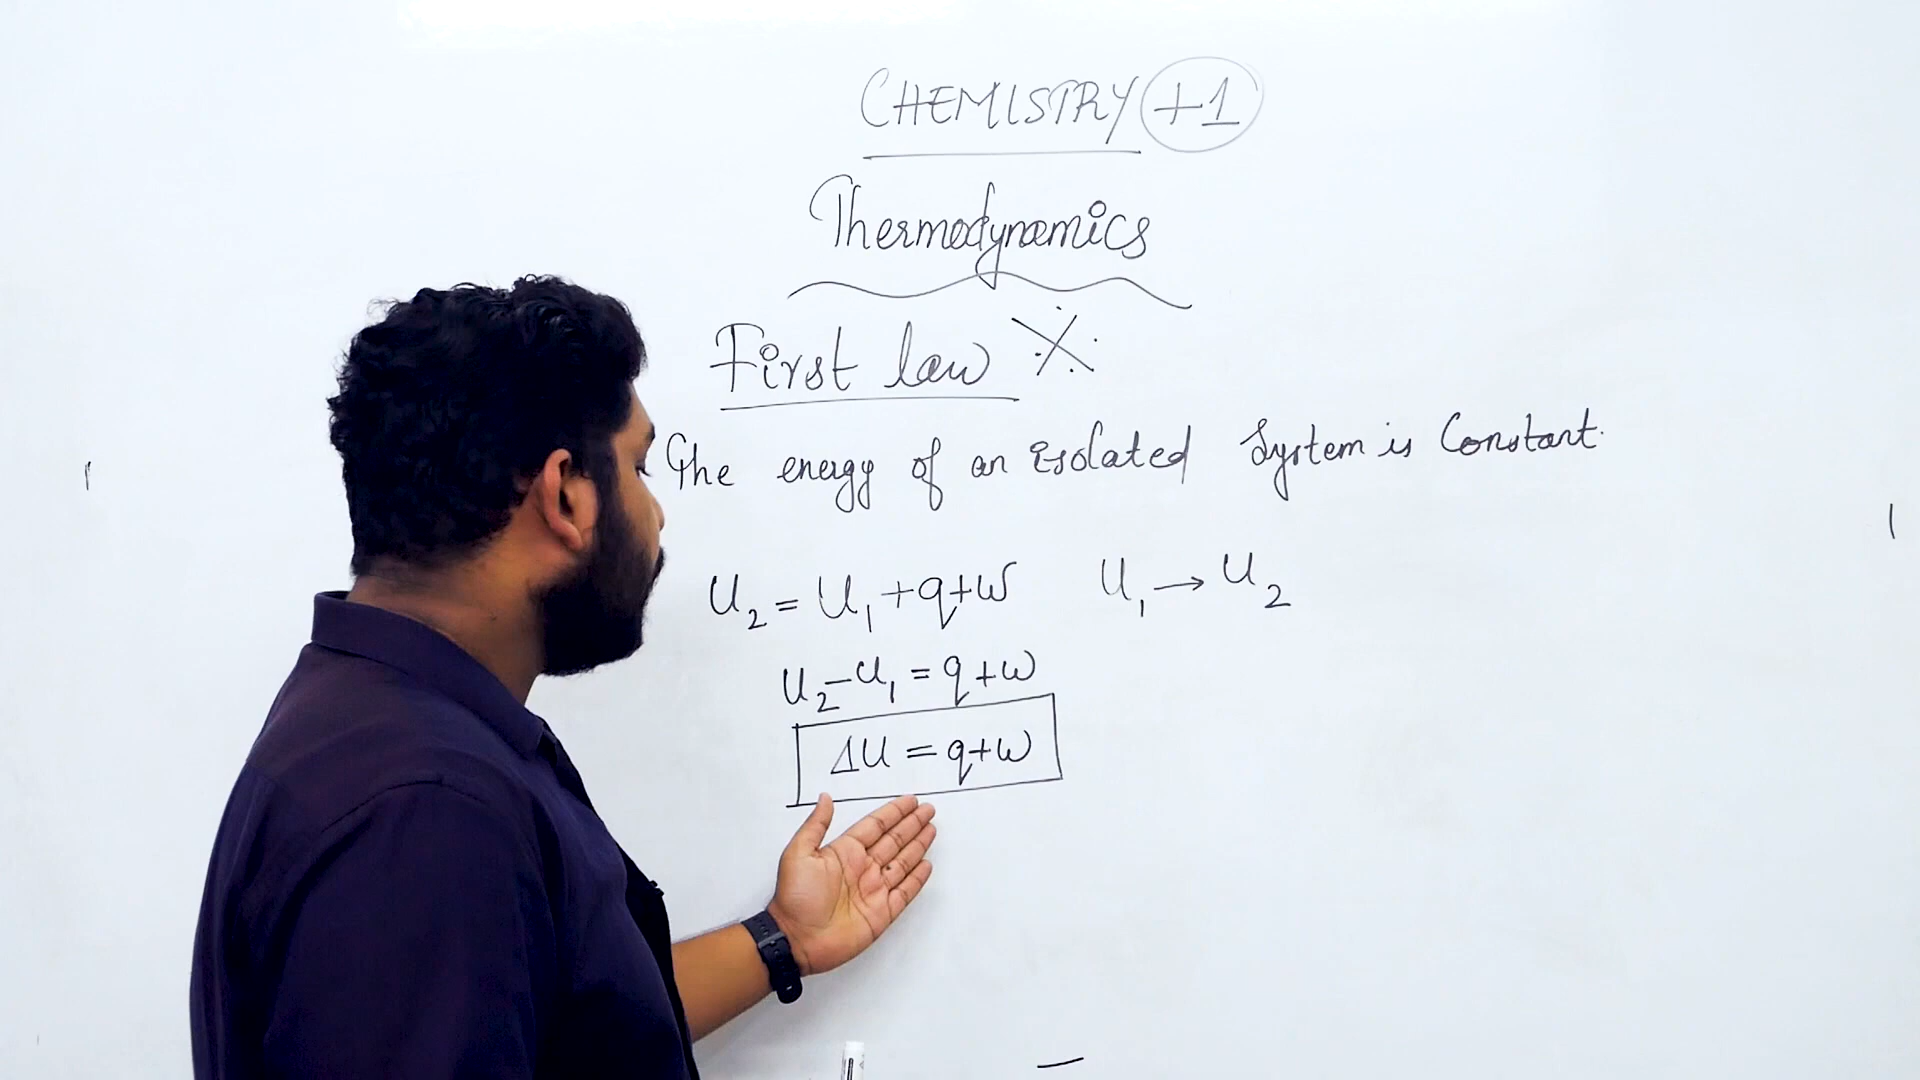 CHEMISTRY +1
Thermodynamics
First law
The energy of an isolated System is Constant.
U₂ = U₁ + q + w U₁ → U₂
U₂ - U₁ = q + w
ΔU = q + w